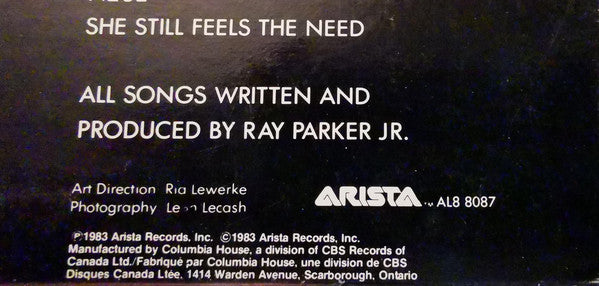 SHE STILL FEELS THE NEED
ALL SONGS WRITTEN AND
PRODUCED BY RAY PARKER JR.
Art Direction Ria Lewerke
Photography Lecash
ARISTA ™ AL8 8087
℗1983 Arista Records, Inc. ©1983 Arista Records, Inc.
Manufactured by Columbia House, a division of CBS Records of
Canada Ltd./Fabriqué par Columbia House, une division de CBS
Disques Canada Ltée. 1414 Warden Avenue, Scarborough, Ontario